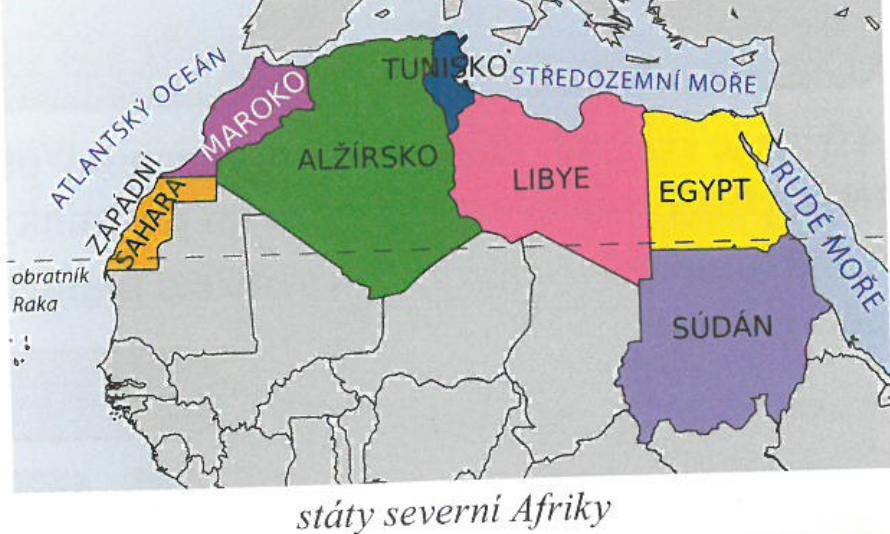 ATLANTSKÝ OCEÁN
MAROKO
TUNISKO
STŘEDOZEMNÍ MOŘE
ALŽÍRSKO
LIBYE
EGYPT
RUDÉ MOŘE
ZÁPADNÍ
SAHARA
obratník
Raka
SÚDÁN
státy severní Afriky